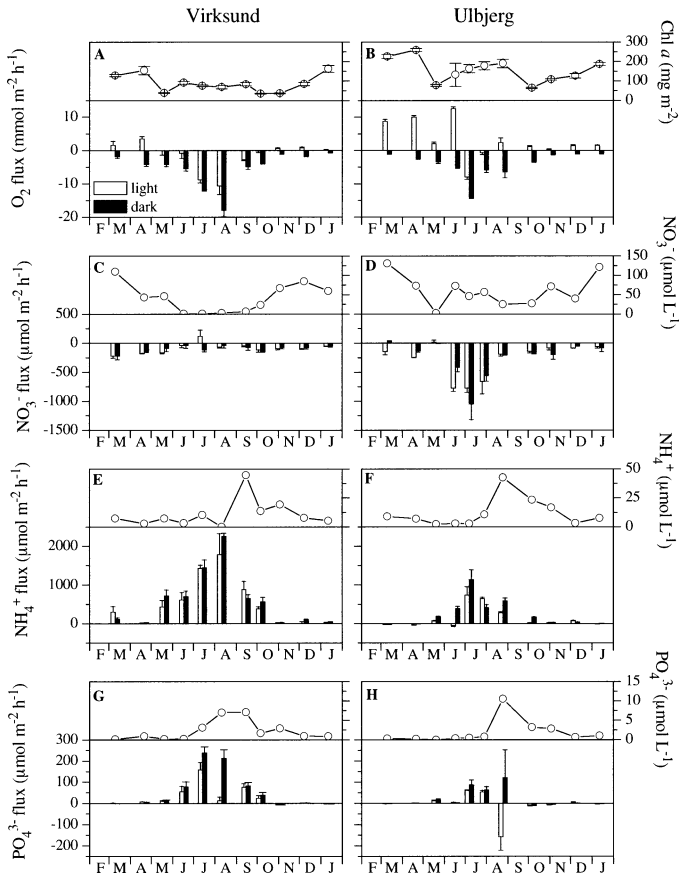 Virksund Ulbjerg
A B
O2 flux (mmol m-2 h-1)
Chl a (mg m-2)
300
200
100
0
10
0
-10
-20
light
dark
F M A M J J A S O N D J F M A M J J A S O N D J
C D
NO3- flux (µmol m-2 h-1)
NO3- (µmol L-1)
150
100
50
0
500
0
-500
-1000
-1500
F M A M J J A S O N D J F M A M J J A S O N D J
E F
NH4+ flux (µmol m-2 h-1)
NH4+ (µmol L-1)
50
25
0
2000
1000
0
F M A M J J A S O N D J F M A M J J A S O N D J
G H
PO43- flux (µmol m-2 h-1)
PO43- (µmol L-1)
15
10
5
0
300
200
100
0
-100
-200
F M A M J J A S O N D J F M A M J J A S O N D J